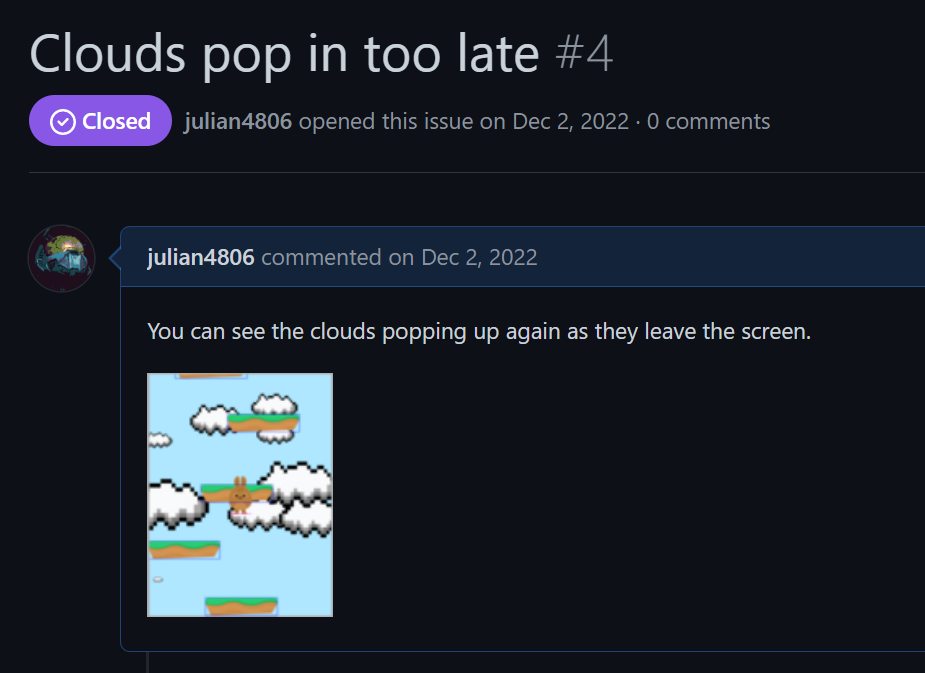 Clouds pop in too late #4
Closed julian4806 opened this issue on Dec 2, 2022 · 0 comments
julian4806 commented on Dec 2, 2022
You can see the clouds popping up again as they leave the screen.